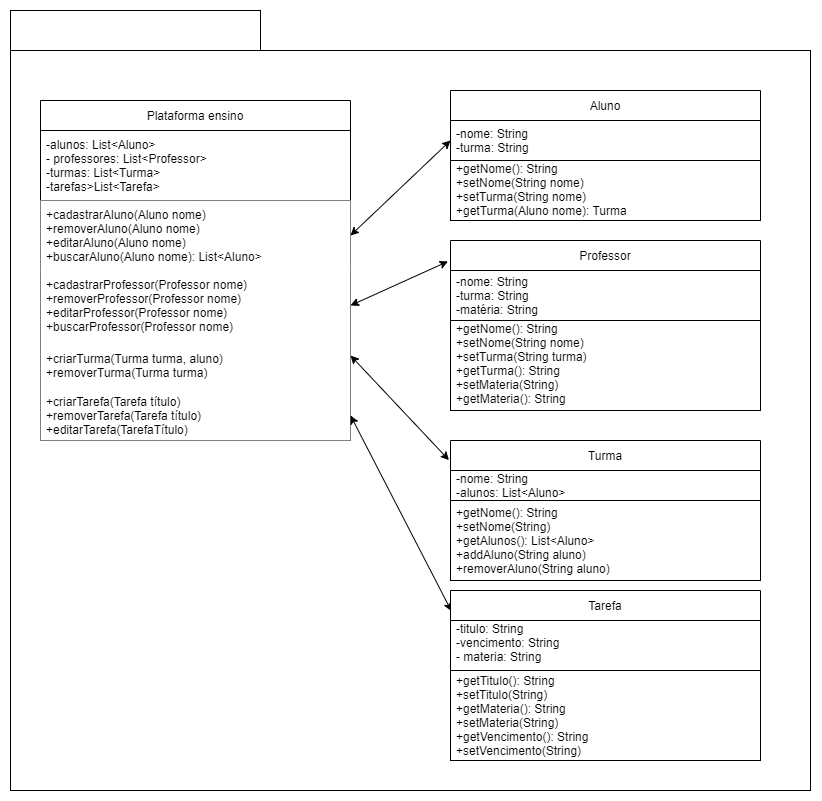 Plataforma ensino
-alunos: List<Aluno>
- professores: List<Professor>
-turmas: List<Turma>
-tarefas>List<Tarefa>
+cadastrarAluno(Aluno nome)
+removerAluno(Aluno nome)
+editarAluno(Aluno nome)
+buscarAluno(Aluno nome): List<Aluno>
+cadastrarProfessor(Professor nome)
+removerProfessor(Professor nome)
+editarProfessor(Professor nome)
+buscarProfessor(Professor nome)
+criarTurma(Turma turma, aluno)
+removerTurma(Turma turma)
+criarTarefa(Tarefa título)
+removerTarefa(Tarefa título)
+editarTarefa(TarefaTítulo)
Aluno
-nome: String
-turma: String
+getNome(): String
+setNome(String nome)
+setTurma(String nome)
+getTurma(Aluno nome): Turma
Professor
-nome: String
-turma: String
-matéria: String
+getNome(): String
+setNome(String nome)
+setTurma(String turma)
+getTurma(): String
+setMateria(String)
+getMateria(): String
Turma
-nome: String
-alunos: List<Aluno>
+getNome(): String
+setNome(String)
+getAlunos(): List<Aluno>
+addAluno(String aluno)
+removerAluno(String aluno)
Tarefa
-titulo: String
-vencimento: String
- materia: String
+getTitulo(): String
+setTitulo(String)
+getMateria(): String
+setMateria(String)
+getVencimento(): String
+setVencimento(String)